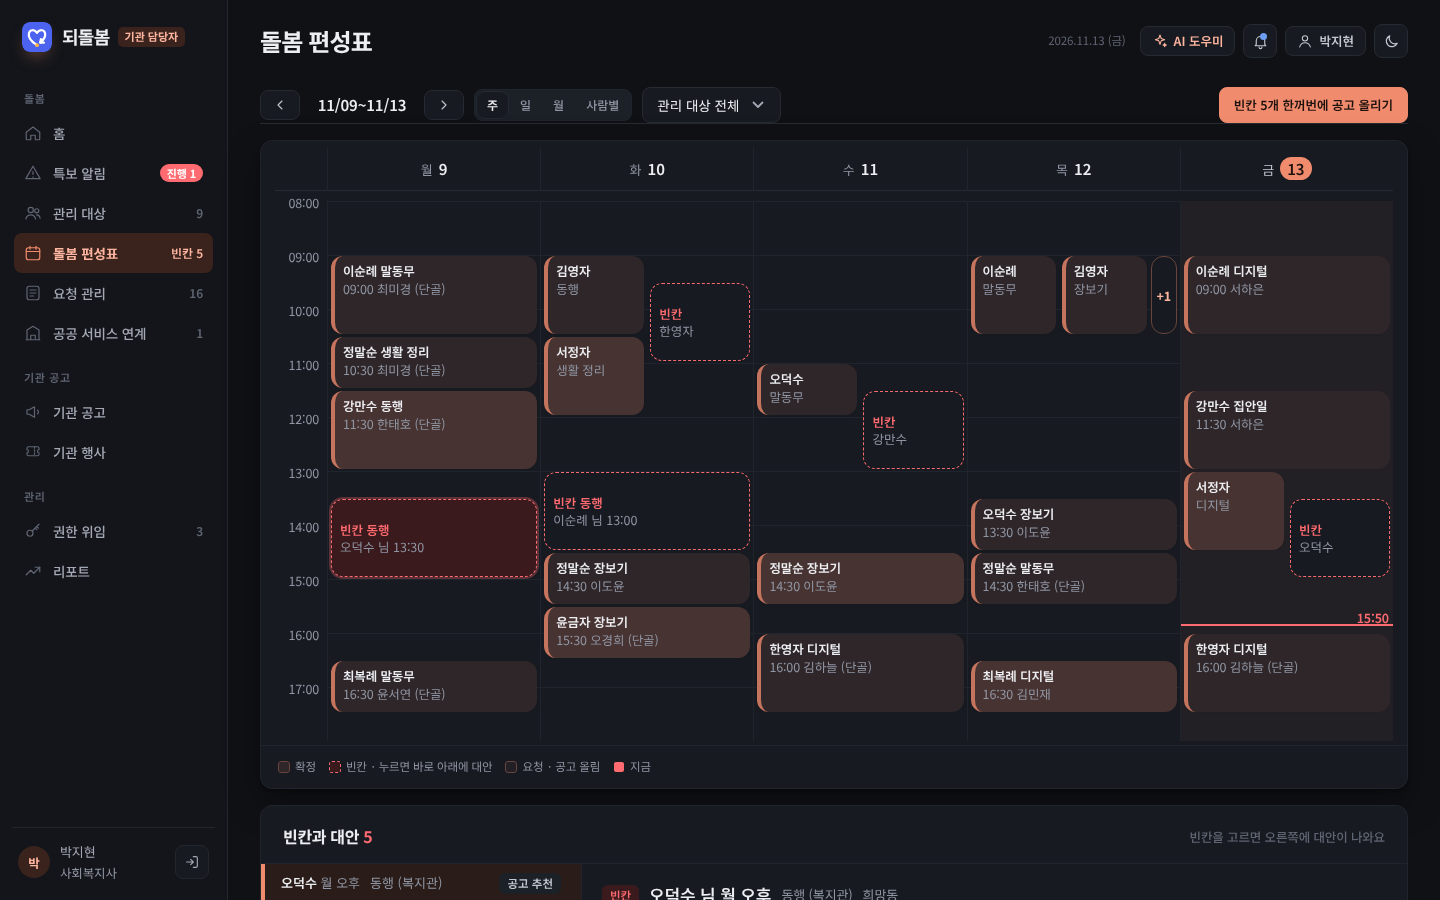 되돌봄 기관 담당자
돌봄
홈
특보 알림 진행 1
관리 대상 9
돌봄 편성표 빈칸 5
요청 관리 16
공공 서비스 연계 1
기관 공고
기관 공고
기관 행사
관리
권한 위임 3
리포트
박 박지현
사회복지사
돌봄 편성표
2026.11.13 (금) AI 도우미 박지현
11/09~11/13 주 일 월 사람별 관리 대상 전체 빈칸 5개 한꺼번에 공고 올리기
월 9 화 10 수 11 목 12 금 13
08:00
09:00
10:00
11:00
12:00
13:00
14:00
15:00
16:00
17:00
이순례 말동무
09:00 최미경 (단골)
정말순 생활 정리
10:30 최미경 (단골)
강만수 동행
11:30 한태호 (단골)
빈칸 동행
오덕수 님 13:30
최복례 말동무
16:30 윤서연 (단골)
김영자
동행
빈칸
한영자
서정자
생활 정리
빈칸 동행
이순례 님 13:00
정말순 장보기
14:30 이도윤
윤금자 장보기
15:30 오경희 (단골)
오덕수
말동무
빈칸
강만수
정말순 장보기
14:30 이도윤
한영자 디지털
16:00 김하늘 (단골)
이순례
말동무
김영자
장보기
+1
오덕수 장보기
13:30 이도윤
정말순 말동무
14:30 한태호 (단골)
최복례 디지털
16:30 김민재
이순례 디지털
09:00 서하은
강만수 집안일
11:30 서하은
서정자
디지털
빈칸
오덕수
15:50
한영자 디지털
16:00 김하늘 (단골)
확정 빈칸 · 누르면 바로 아래에 대안 요청 · 공고 올림 지금
빈칸과 대안 5
빈칸을 고르면 오른쪽에 대안이 나와요
오덕수 월 오후 동행 (복지관) 공고 추천
빈칸 오덕수 님 월 오후 동행 (복지관) 희망동